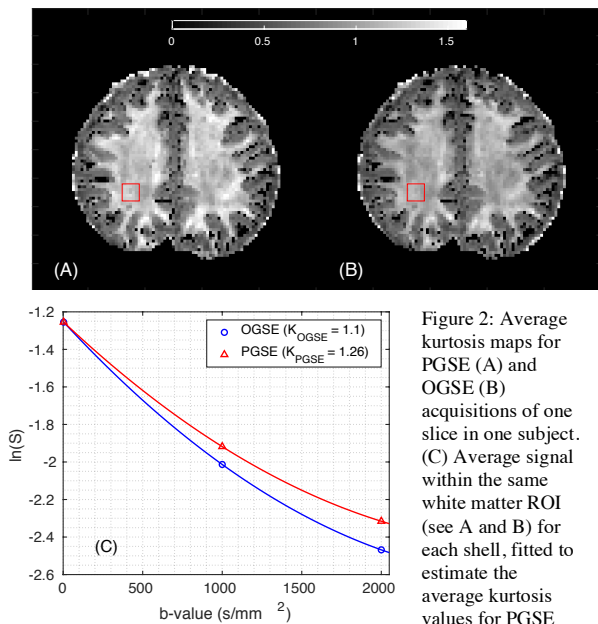 0 0.5 1 1.5
(A) (B)
-1.2
-1.4
-1.6
-1.8
-2
-2.2
-2.4
-2.6
ln(S)
OGSE (K_OGSE = 1.1)
PGSE (K_PGSE = 1.26)
(C)
0 500 1000 1500 2000
b-value (s/mm ²)
Figure 2: Average
kurtosis maps for
PGSE (A) and
OGSE (B)
acquisitions of one
slice in one subject.
(C) Average signal
within the same
white matter ROI
(see A and B) for
each shell, fitted to
estimate the
average kurtosis
values for PGSE